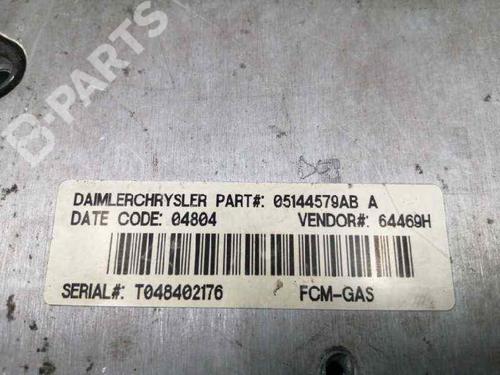 B-PARTS
DAIMLERCHRYSLER PART#: 05144579AB A
DATE CODE: 04804 VENDOR#: 64469H
SERIAL#: T048402176 FCM-GAS